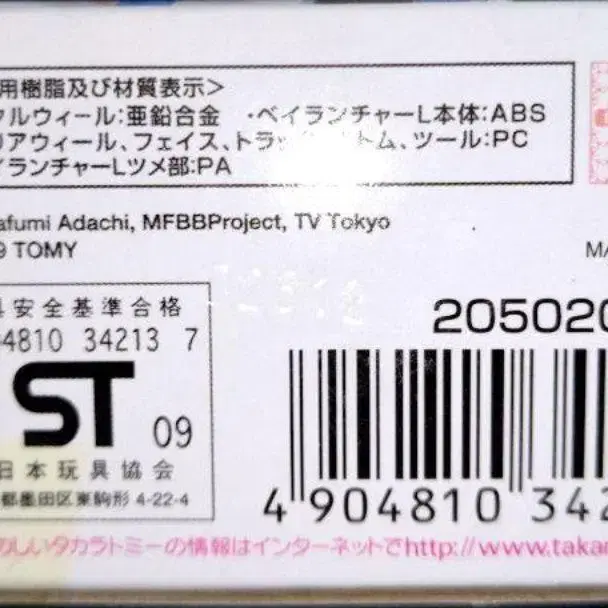 用樹脂及び材質表示>
クルウィール:亜鉛合金 ・ベイランチャーL本体:ABS
リアウィール、フェイス、トラックトム、ツール:PC
イランチャーLツメ部:PA
afumi Adachi, MFBBProject, TV Tokyo
9 TOMY
MA
安全基準合格
4810 34213 7
ST 09
日本玩具協会
都墨田区東駒形 4-22-4
205020
4 904810 342
のしいタカラトミーの情報はインターネットでhttp://www.takar